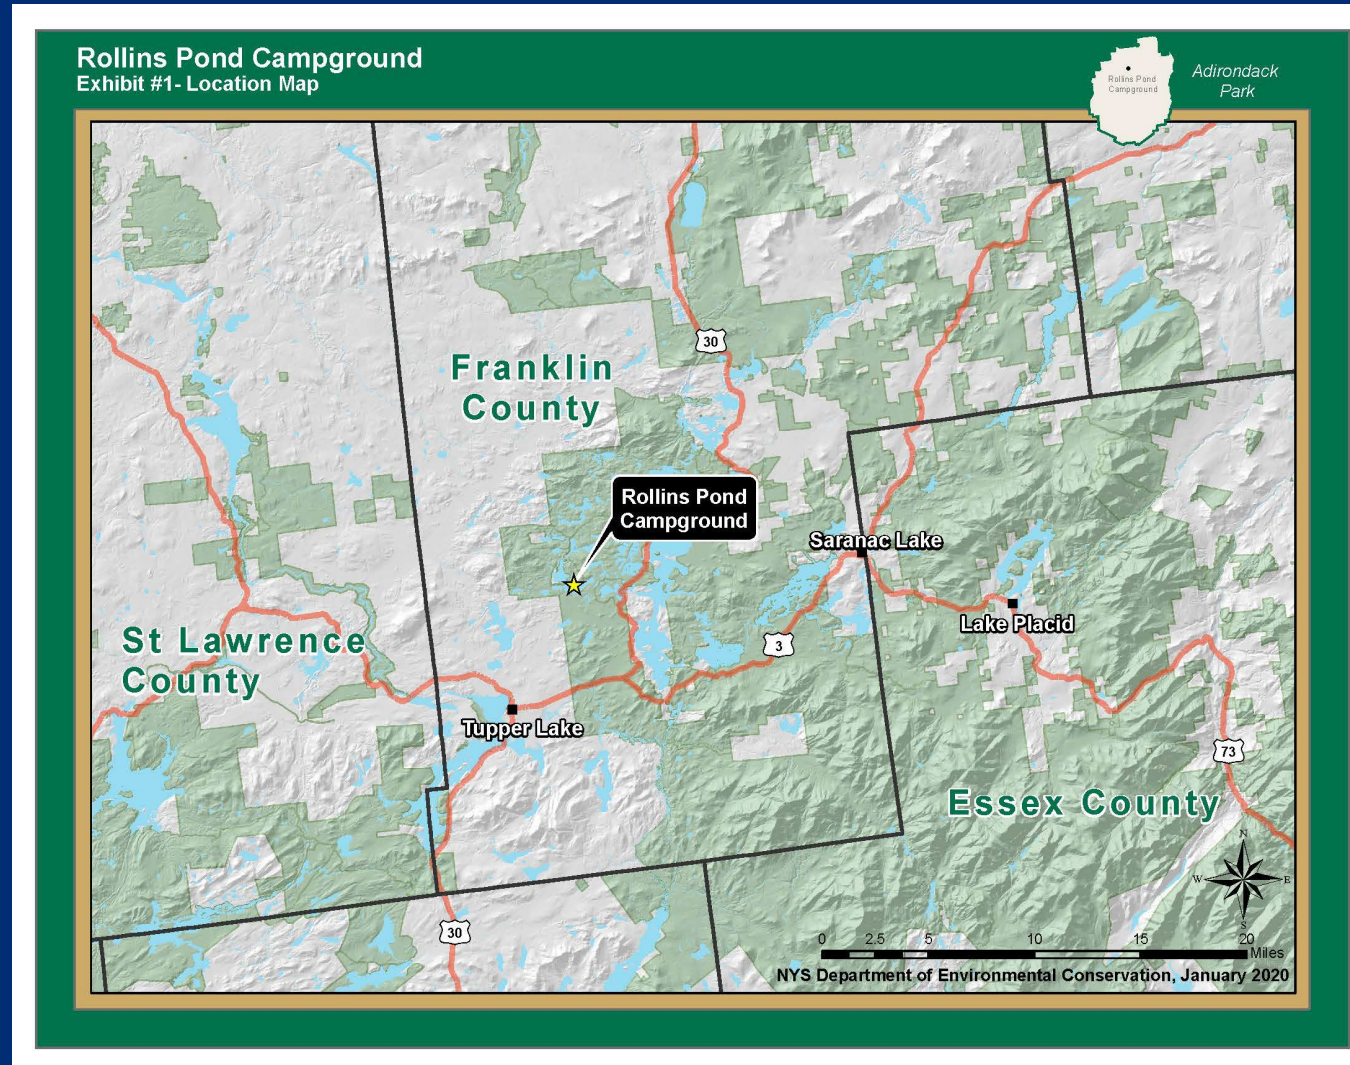 Rollins Pond Campground
Exhibit #1- Location Map
Rollins Pond
Campground
Adirondack
Park
30
Franklin
County
Rollins Pond
Campground
Saranac Lake
Lake Placid
3
St Lawrence
County
Tupper Lake
73
Essex County
N
W
E
S
30
0 2.5 5 10 15 20
Miles
NYS Department of Environmental Conservation, January 2020